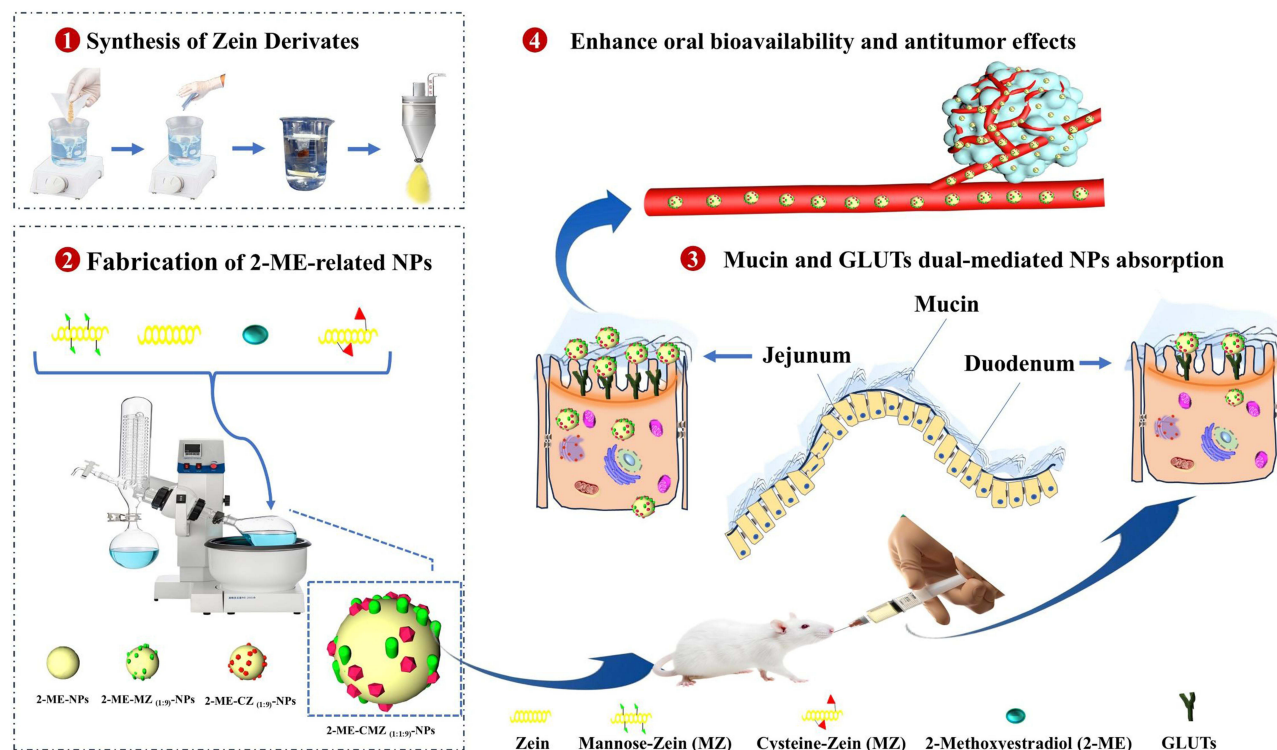 1 Synthesis of Zein Derivates
2 Fabrication of 2-ME-related NPs
2-ME-NPs
2-ME-MZ (1:9)-NPs
2-ME-CZ (1:9)-NPs
2-ME-CMZ (1:1:9)-NPs
4 Enhance oral bioavailability and antitumor effects
3 Mucin and GLUTs dual-mediated NPs absorption
Mucin
Jejunum
Duodenum
Zein
Mannose-Zein (MZ)
Cysteine-Zein (MZ)
2-Methoxyestradiol (2-ME)
GLUTs